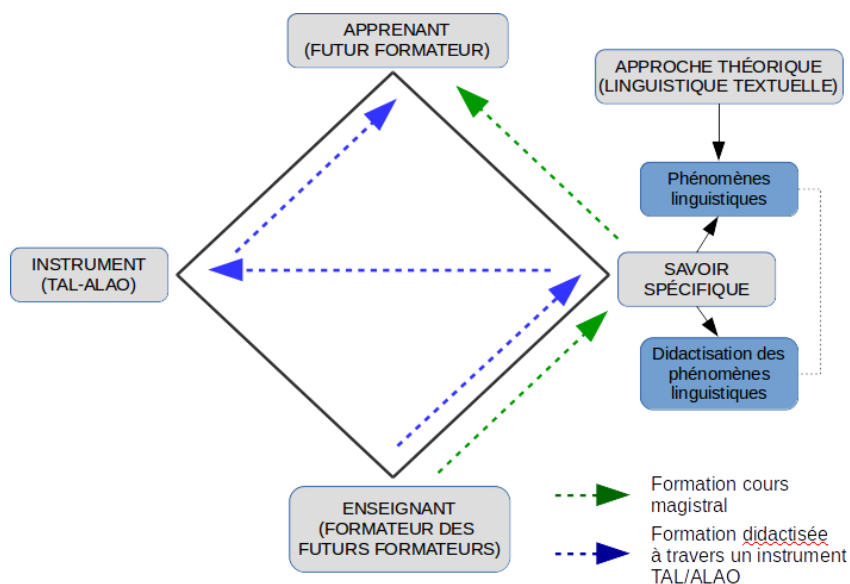 APPRENANT
(FUTUR FORMATEUR)
APPROCHE THÉORIQUE
(LINGUISTIQUE TEXTUELLE)
Phénomènes
linguistiques
INSTRUMENT
(TAL-ALAO)
SAVOIR
SPÉCIFIQUE
Didactisation des
phénomènes
linguistiques
ENSEIGNANT
(FORMATEUR DES
FUTURS FORMATEURS)
Formation cours
magistral
Formation didactisée
à travers un instrument
TAL/ALAO